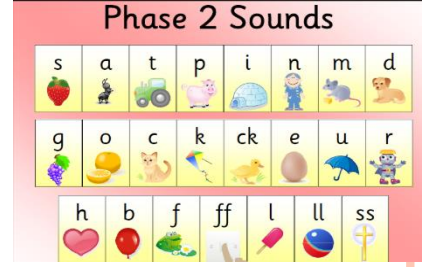 Phase 2 Sounds
s a t p i n m d
g o c k ck e u r
h b f ff l ll ss